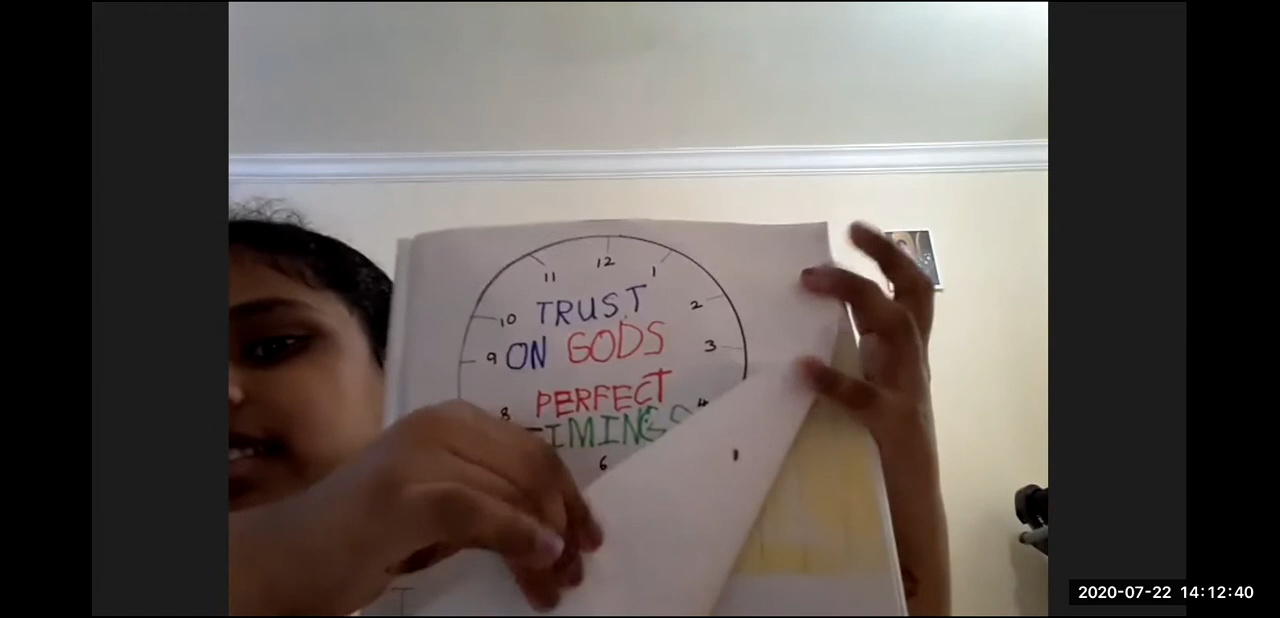 12
11 1
10 TRUST 2
9 ON GODS 3
8 PERFECT 4
TIMINGS
6
2020-07-22 14:12:40